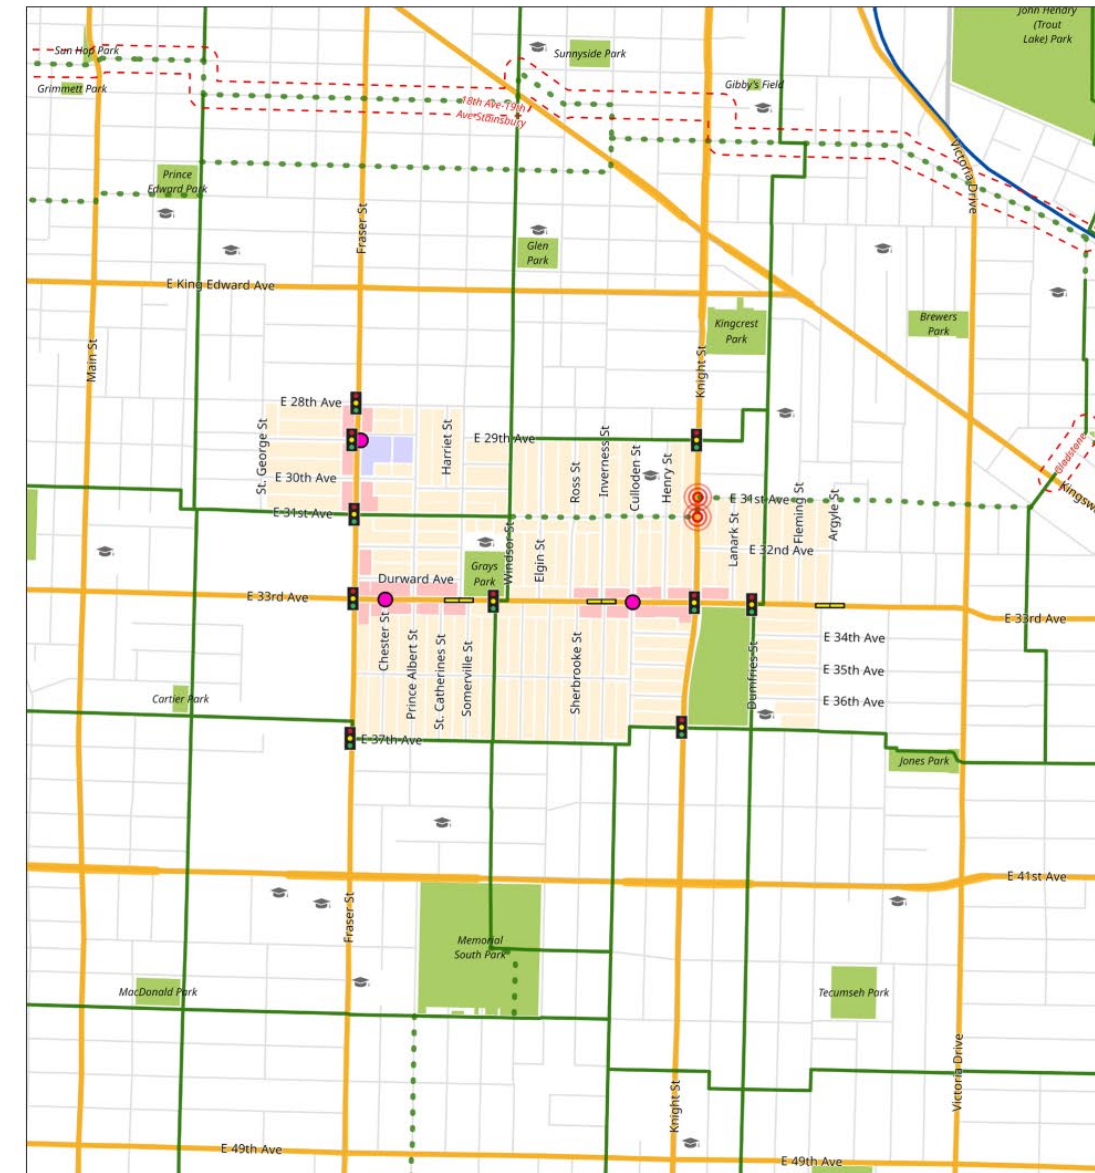 John Hendry
(Trout
Lake) Park
Sun Hop Park
Sunnyside Park
Grimmett Park
Gibby's Field
18th Ave-19th
Ave-Stainsbury
Victoria Drive
Prince
Edward Park
Fraser St
Glen
Park
E King Edward Ave
Kingcrest
Park
Brewers
Park
Main St
Knight St
E 28th Ave
St. George St
Harriet St
E 29th Ave
Ross St
Inverness St
Culloden St
Henry St
Gladstone
E 30th Ave
E 31st Ave
Fleming St
Argyle St
E 31st Ave
Windsor St
Elgin St
Lanark St
E 32nd Ave
Grays
Park
Durward Ave
E 33rd Ave
E 33rd Ave
Chester St
Prince Albert St
St. Catherines St
Somerville St
Sherbrooke St
Dumfries St
E 34th Ave
E 35th Ave
E 36th Ave
Cartier Park
E 37th Ave
Jones Park
E 41st Ave
Fraser St
Memorial
South Park
MacDonald Park
Tecumseh Park
Knight St
Victoria Drive
E 49th Ave
E 49th Ave